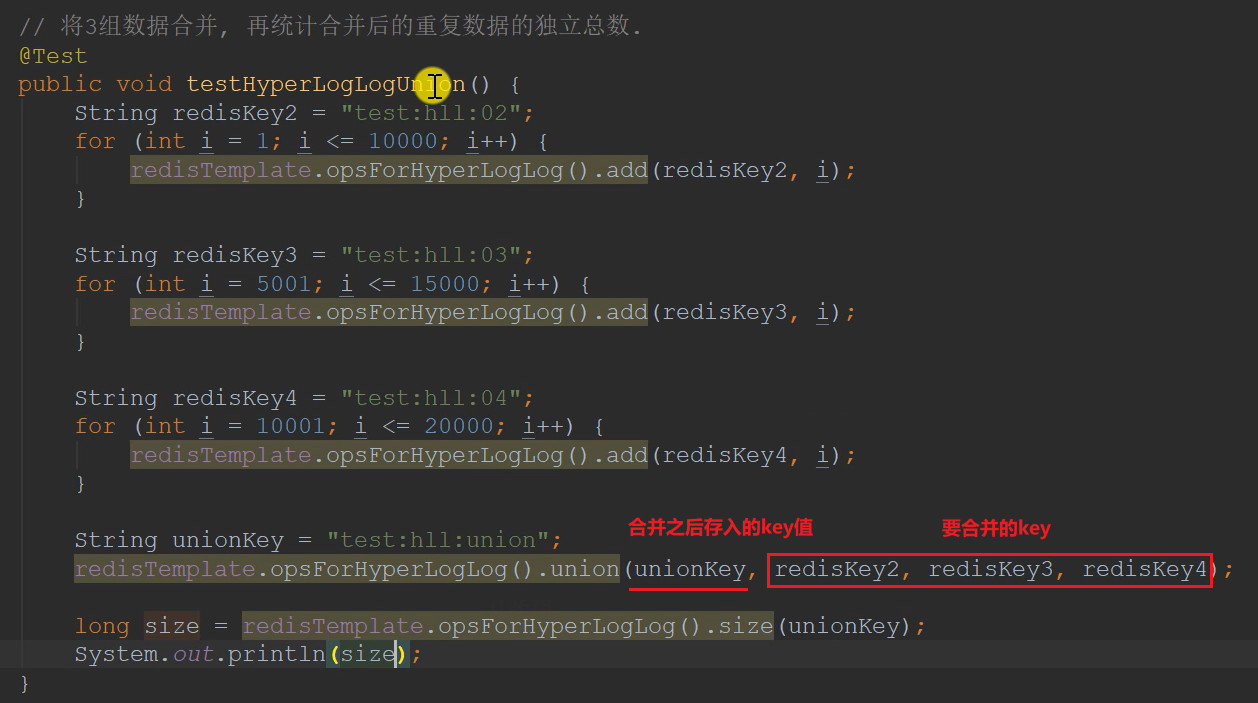 // 将3组数据合并, 再统计合并后的重复数据的独立总数.
@Test
public void testHyperLogLogUnion() {
String redisKey2 = "test:hll:02";
for (int i = 1; i <= 10000; i++) {
redisTemplate.opsForHyperLogLog().add(redisKey2, i);
}
String redisKey3 = "test:hll:03";
for (int i = 5001; i <= 15000; i++) {
redisTemplate.opsForHyperLogLog().add(redisKey3, i);
}
String redisKey4 = "test:hll:04";
for (int i = 10001; i <= 20000; i++) {
redisTemplate.opsForHyperLogLog().add(redisKey4, i);
}
合并之后存入的key值 要合并的key
String unionKey = "test:hll:union";
redisTemplate.opsForHyperLogLog().union(unionKey, redisKey2, redisKey3, redisKey4);
long size = redisTemplate.opsForHyperLogLog().size(unionKey);
System.out.println(size);
}